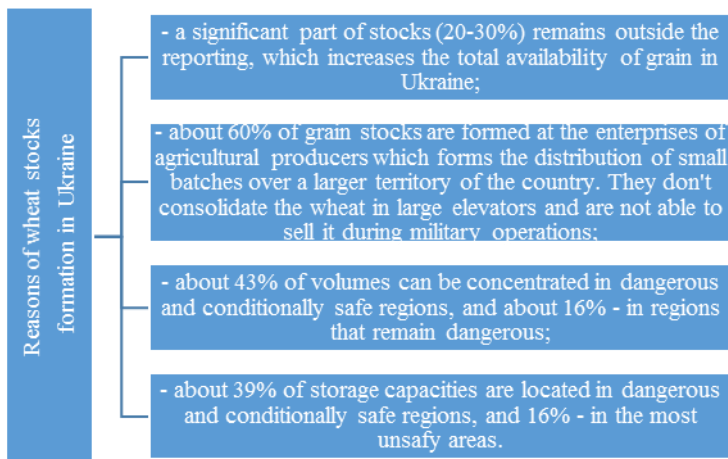 Reasons of wheat stocks
formation in Ukraine
- a significant part of stocks (20-30%) remains outside
the reporting, which increases the total availability of grain in
Ukraine;
- about 60% of grain stocks are formed at the enterprises of
agricultural producers which forms the distribution of small
batches over a larger territory of the country. They don't
consolidate the wheat in large elevators and are not able to
sell it during military operations;
- about 43% of volumes can be concentrated in dangerous
and conditionally safe regions, and about 16% - in regions
that remain dangerous;
- about 39% of storage capacities are located in dangerous
and conditionally safe regions, and 16% - in the most
unsafy areas.